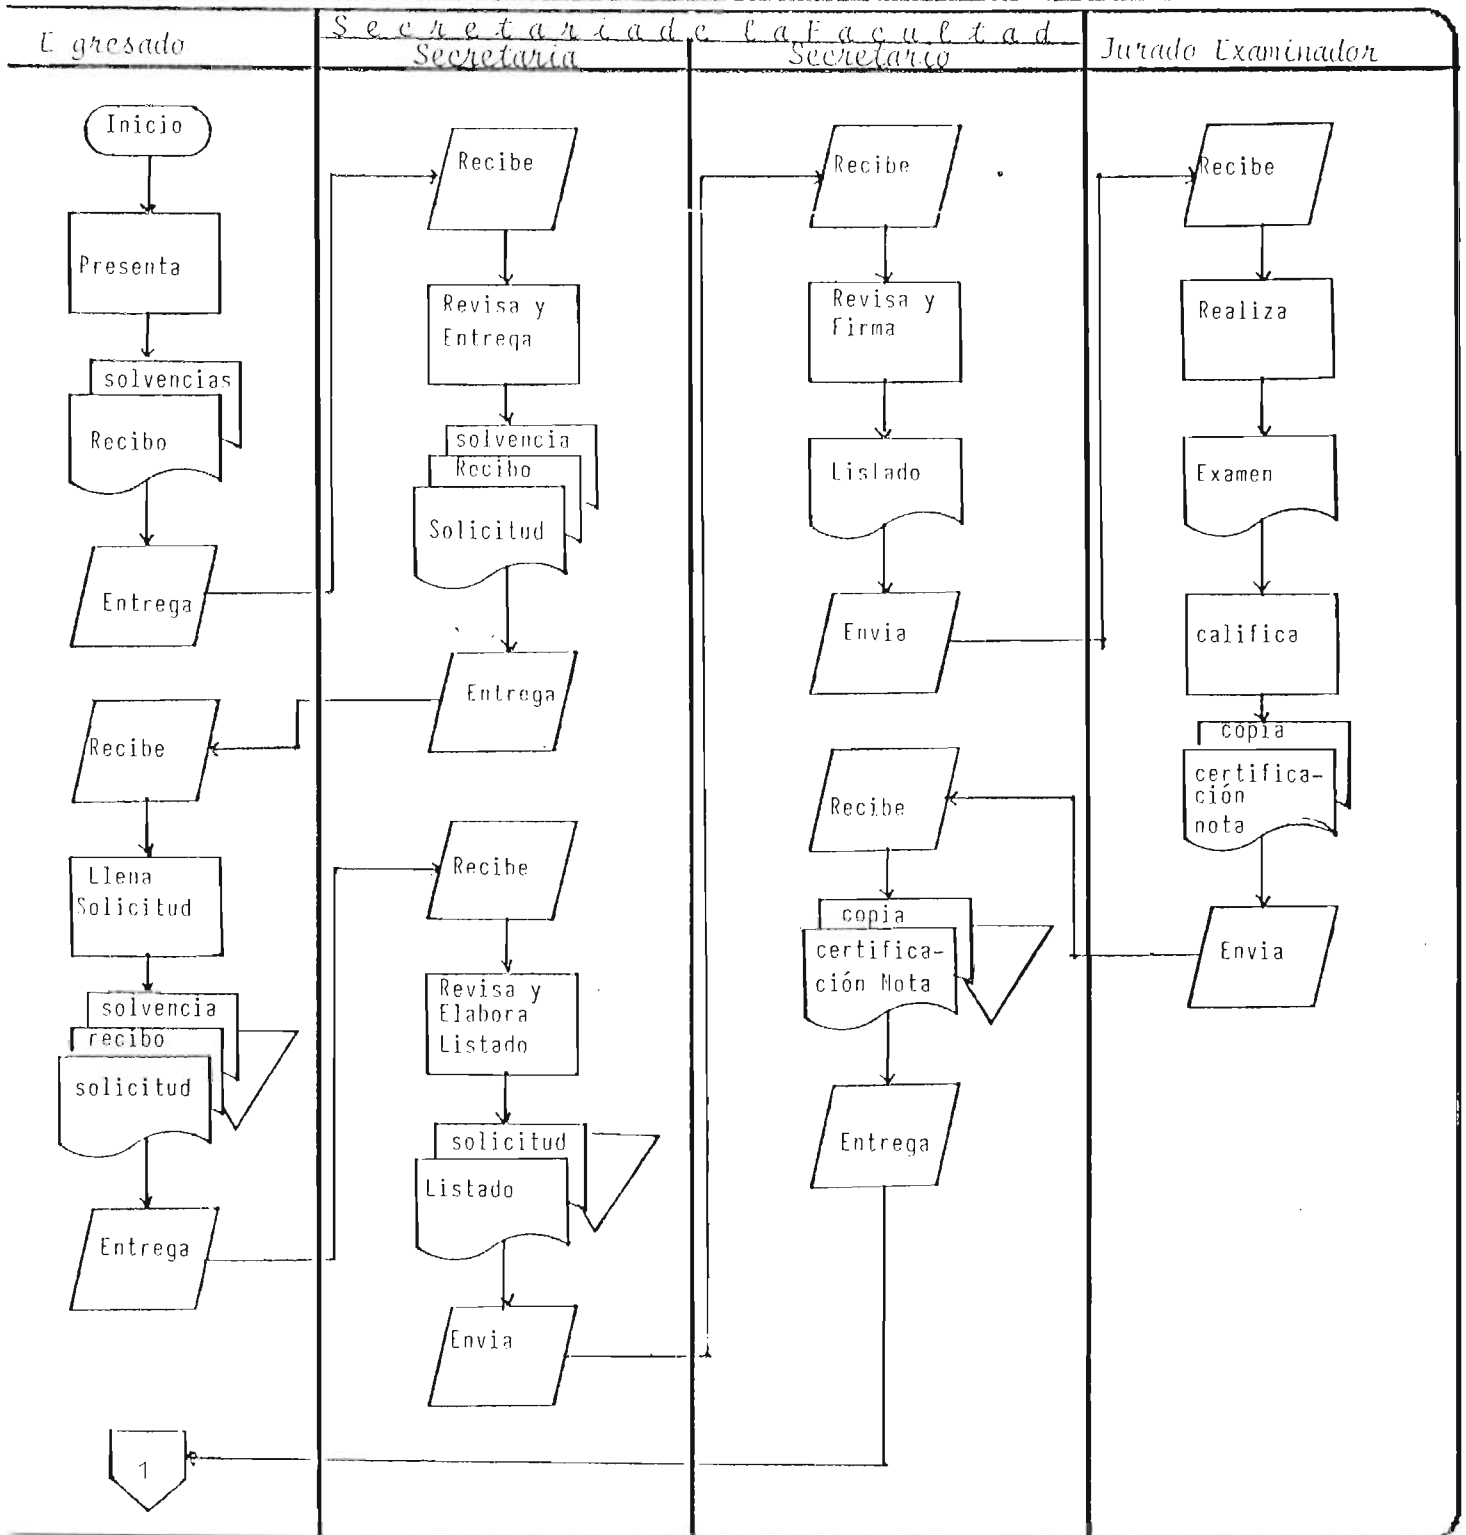 Egresado
Secretaria de la Facultad
Secretaria
Secretario
Jurado Examinador
Inicio
Presenta
solvencias
Recibo
Entrega
Recibe
Llena
Solicitud
solvencia
recibo
solicitud
Entrega
1
Recibe
Revisa y
Entrega
solvencia
Recibo
Solicitud
Entrega
Recibe
Revisa y
Elabora
Listado
solicitud
Listado
Envia
Recibe
Revisa y
Firma
Listado
Envia
Recibe
copia
certifica-
ción Nota
Entrega
Recibe
Realiza
Examen
califica
copia
certifica-
ción
nota
Envia